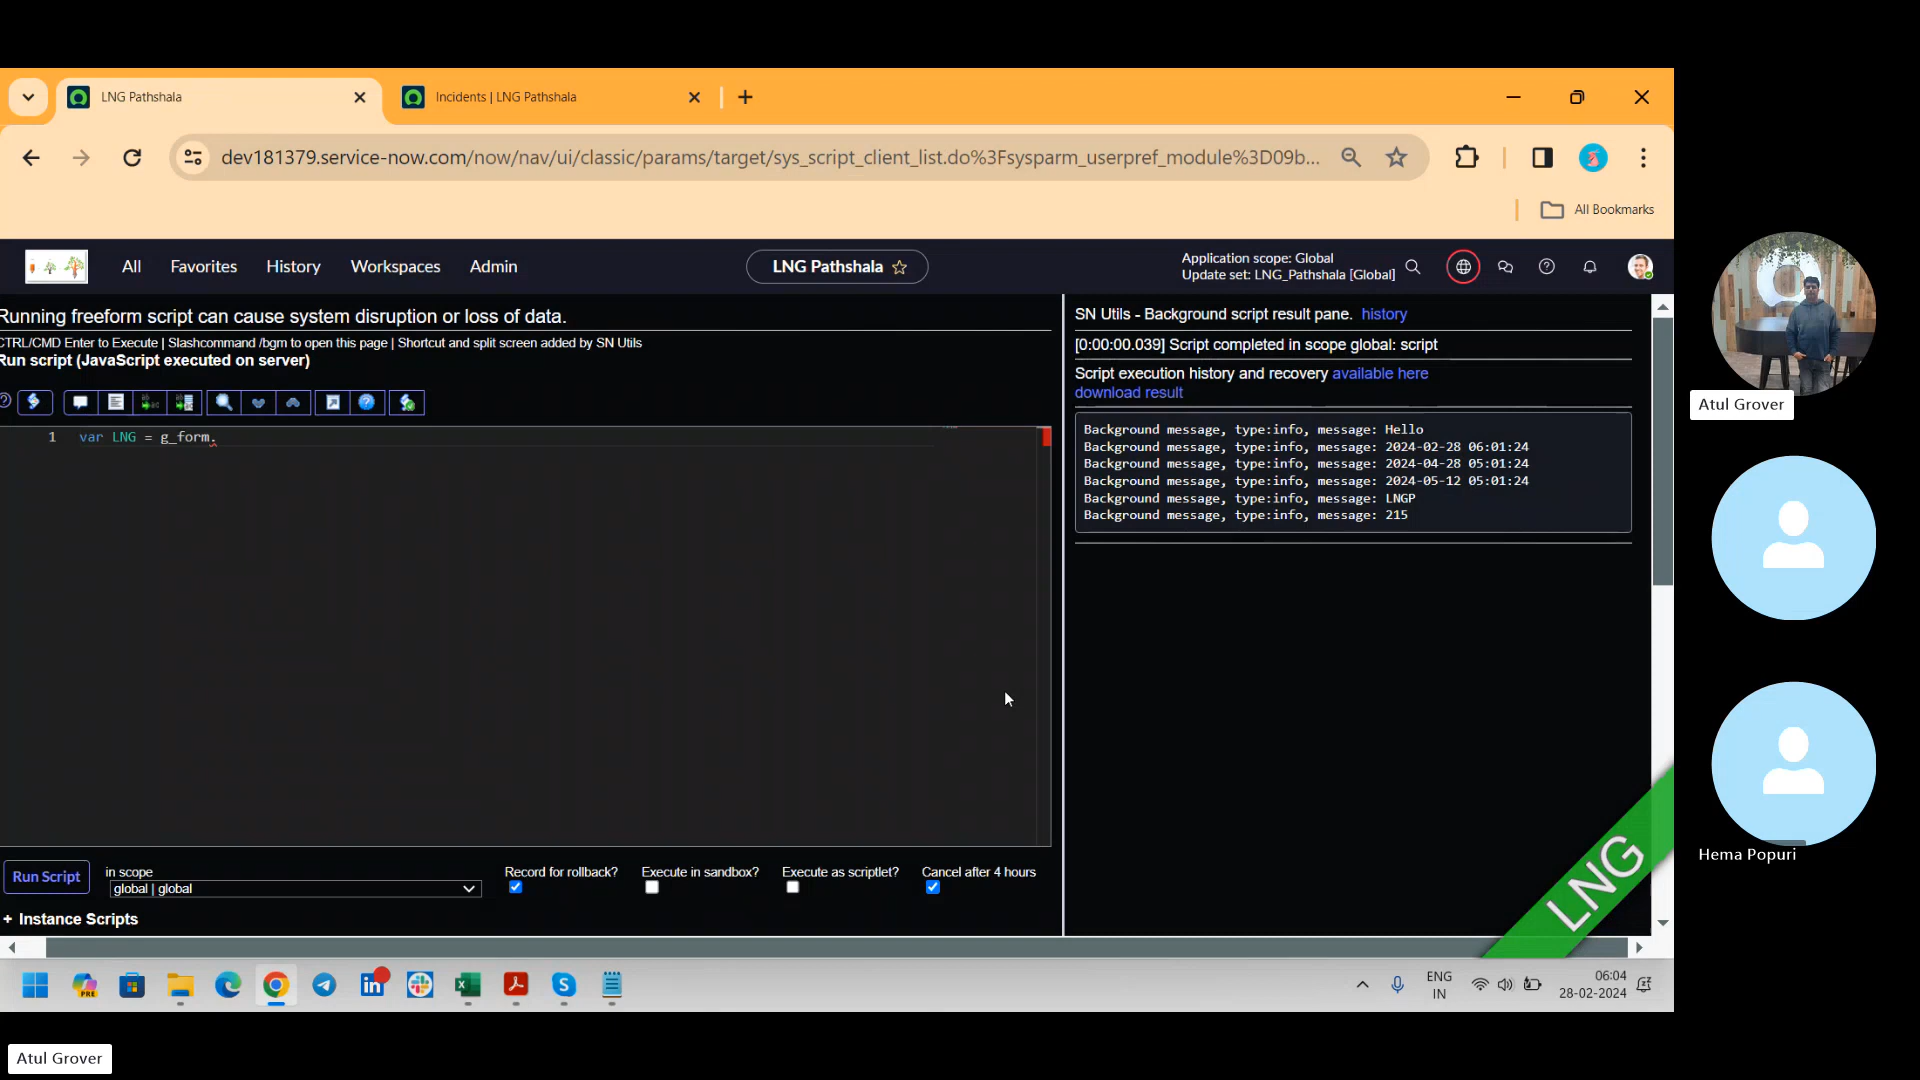 LNG Pathshala
Incidents | LNG Pathshala
dev181379.service-now.com/now/nav/ui/classic/params/target/sys_script_client_list.do%3Fsysparm_userpref_module%3D09b...
All Bookmarks
All
Favorites
History
Workspaces
Admin
LNG Pathshala
Application scope: Global
Update set: LNG_Pathshala [Global]
Running freeform script can cause system disruption or loss of data.
CTRL/CMD Enter to Execute | Slashcommand /bgm to open this page | Shortcut and split screen added by SN Utils
Run script (JavaScript executed on server)
1 var LNG = g_form.
Run Script
in scope
global | global
Record for rollback?
Execute in sandbox?
Execute as scriptlet?
Cancel after 4 hours
+ Instance Scripts
SN Utils - Background script result pane. history
[0:00:00.039] Script completed in scope global: script
Script execution history and recovery available here
download result
Background message, type:info, message: Hello
Background message, type:info, message: 2024-02-28 06:01:24
Background message, type:info, message: 2024-04-28 05:01:24
Background message, type:info, message: 2024-05-12 05:01:24
Background message, type:info, message: LNGP
Background message, type:info, message: 215
LNG
PRE
ENG
IN
06:04
28-02-2024
Atul Grover
Hema Popuri
Atul Grover